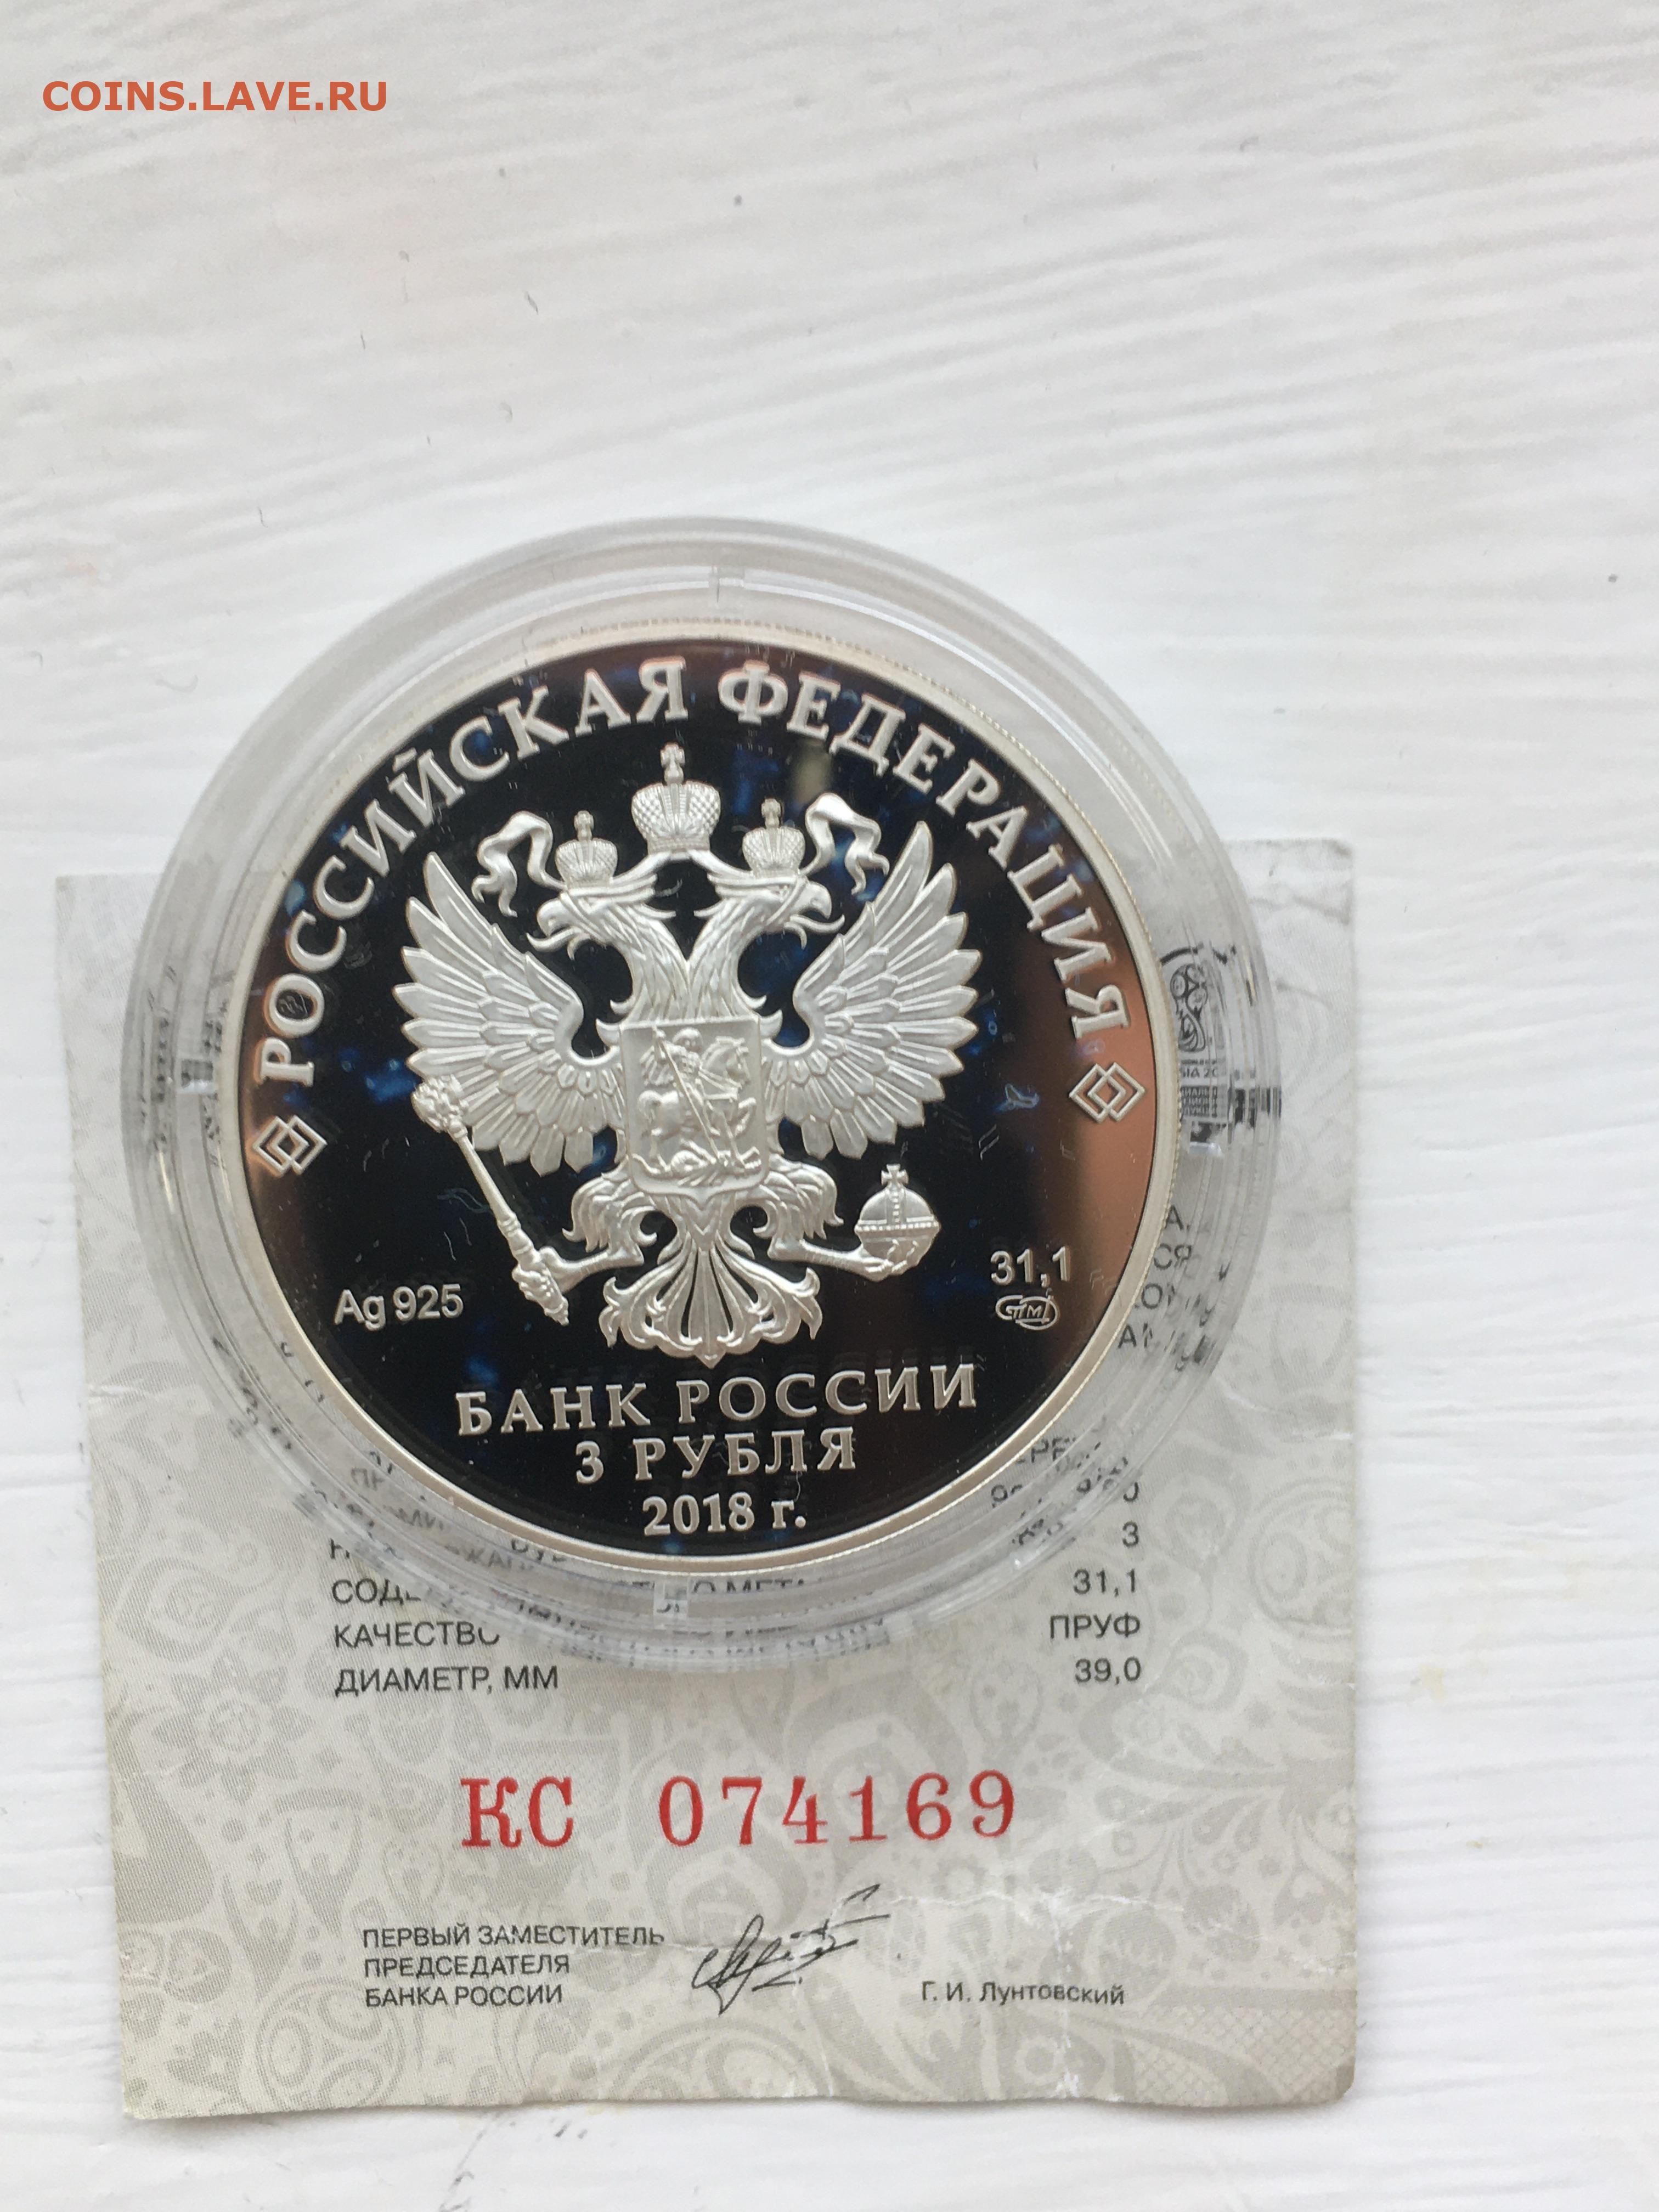 COINS.LAVE.RU
РОССИЙСКАЯ ФЕДЕРАЦИЯ
Ag 925
31,1
СПМД
БАНК РОССИИ
3 РУБЛЯ
2018 г.
3
31,1
КАЧЕСТВО ПРУФ
ДИАМЕТР, ММ 39,0
КС 074169
ПЕРВЫЙ ЗАМЕСТИТЕЛЬ
ПРЕДСЕДАТЕЛЯ
БАНКА РОССИИ
Г. И. Лунтовский